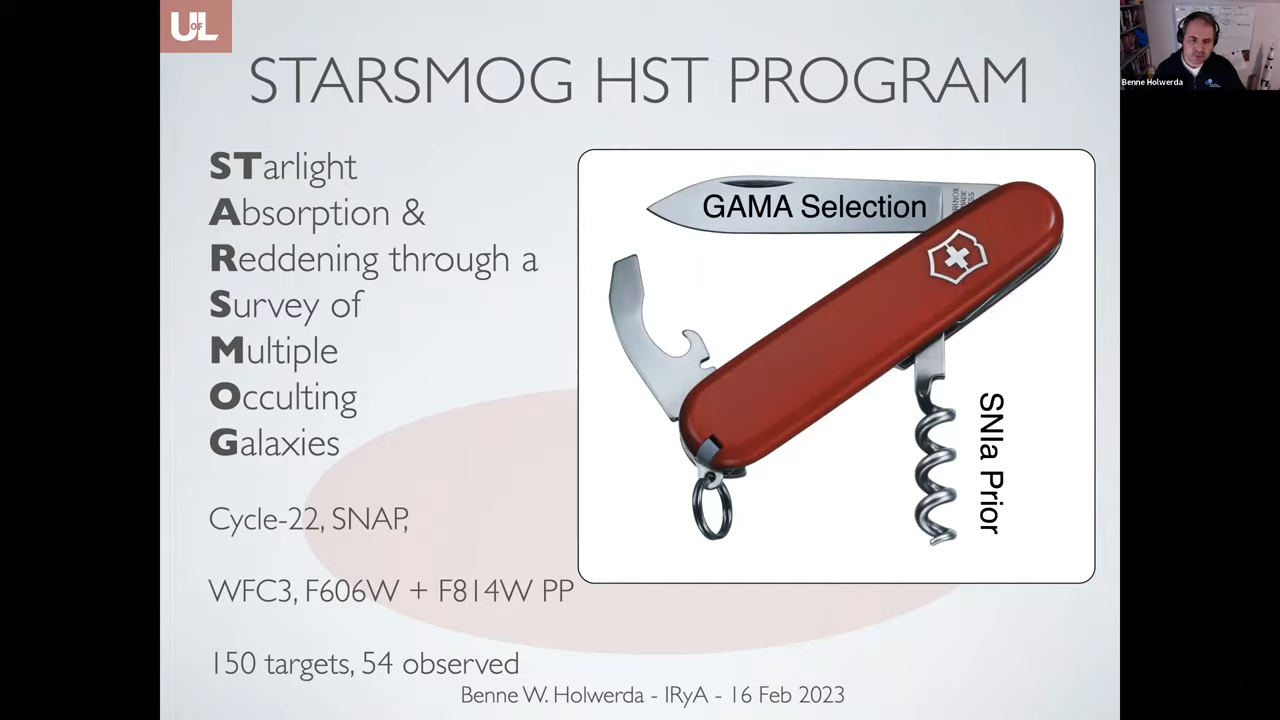 UofL
STARSMOG HST PROGRAM
STarlight
Absorption &
Reddening through a
Survey of
Multiple
Occulting
Galaxies
Cycle-22, SNAP,
WFC3, F606W + F814W PP
150 targets, 54 observed
GAMA Selection
SNIa Prior
Benne W. Holwerda - IRyA - 16 Feb 2023
Benne Holwerda